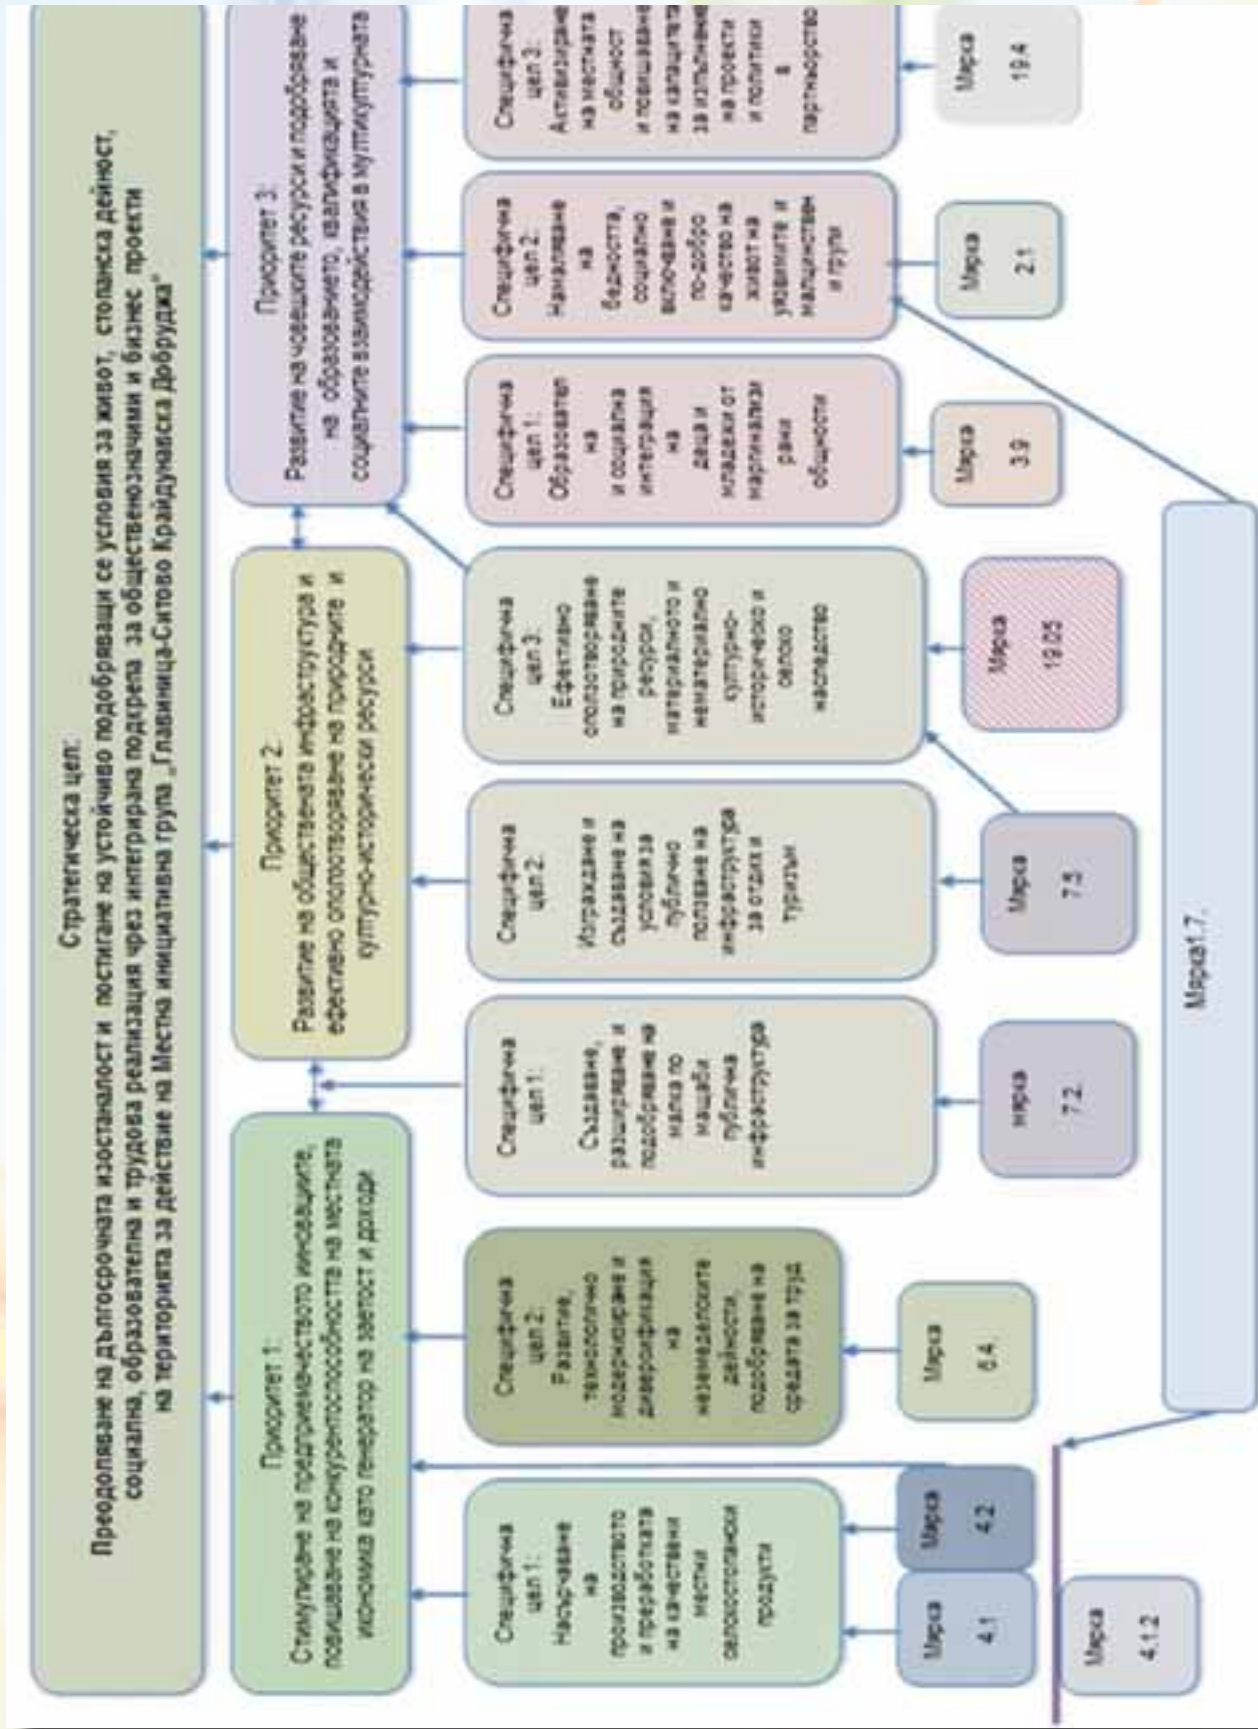 Стратегическа цел:
Преодоляване на дългосрочната изостаналост и постигане на устойчиво подобряващи се условия за живот, стопанска дейност,
социална, образователна и трудова реализация чрез интегрирана подкрепа за общественозначими и бизнес проекти
на територията за действие на Местна инициативна група „Главиница-Ситово Крайдунавска Добруджа"
Приоритет 1:
Стимулиране на предприемачеството иновациите,
повишаване на конкурентоспособността на местната
икономика като генератор на заетост и доходи
Приоритет 2:
Развитие на обществената инфраструктура и
ефективно оползотворяване на природните и
културно-исторически ресурси
Приоритет 3:
Развитие на човешките ресурси и подобряване
на образованието, квалификацията и
социалните взаимодействия в мултикултурната
Специфична
цел 1:
Насърчаване
на
производството
и преработката
на качествени
местни
селскостопански
продукти
Специфична
цел 2:
Развитие,
технологично
модернизиране и
диверсификация
на
неземеделските
дейности,
подобряване на
средата за труд
Специфична
цел 1:
Създаване,
разширяване и
подобряване на
малка по
мащаби
публична
инфраструктура
Специфична
цел 2:
Изграждане и
създаване на
условия за
публично
ползване на
инфраструктура
за отдих и
туризъм
Специфична
цел 3:
Ефективно
оползотворяване
на природните
ресурси,
материалното и
нематериално
културно-
историческо и
селско
наследство
Специфична
цел 1:
Образовател
на
и социална
интеграция
на
деца и
младежи от
маргинализи
рани
общности
Специфична
цел 2:
Намаляване
на
бедността,
социално
включване и
по-добро
качество на
живот на
уязвимите и
малцинствен
и групи
Специфична
цел 3:
Активизиране
на местната
общност
и повишаване
на капацитета
за изпълнение
на проекти
и политики
в
партньорство
Мярка
4.1
Мярка
4.2
Мярка
6.4.
мярка
7.2.
Мярка
7.5
Мярка
19.05
Мярка
3.9
Мярка
2.1
Мярка
19.4
Мярка
4.1.2
Мярка1.7.